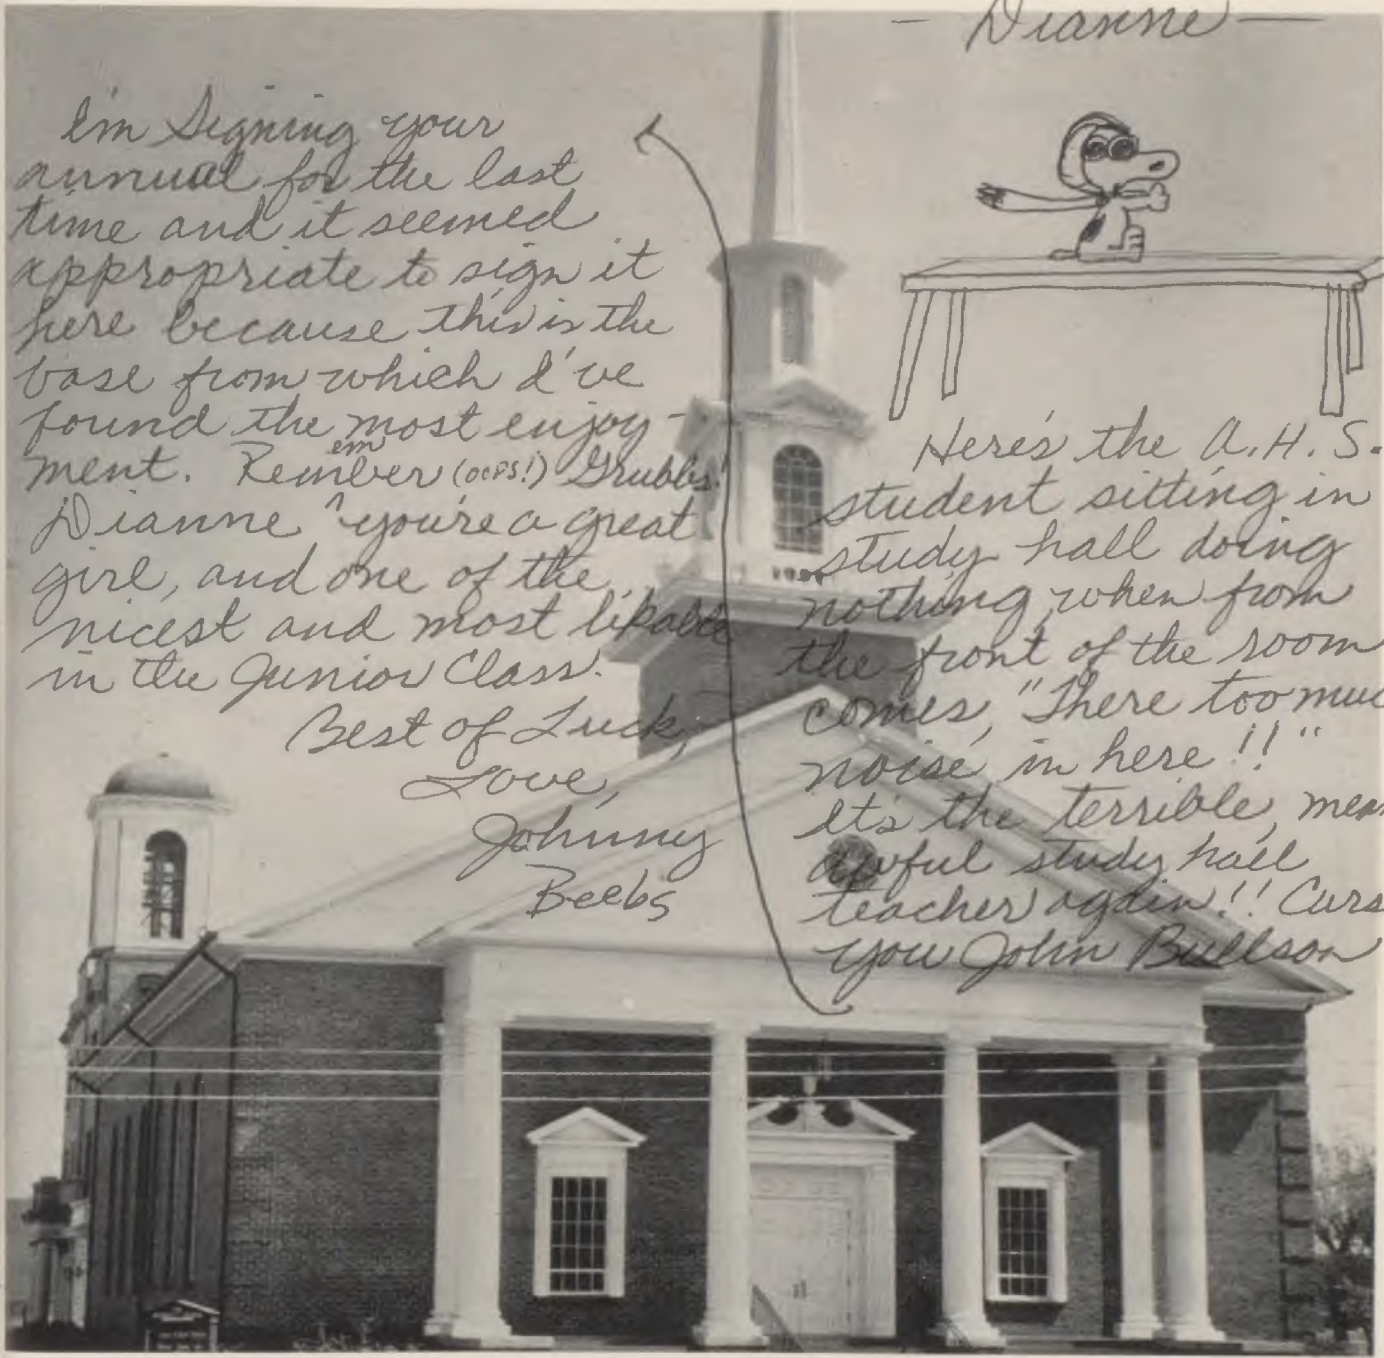 — Dianne —
I'm Signing your
annual for the last
time and it seemed
appropriate to sign it
here because this is the
base from which I've
found the most enjoy-
ment. Remember (OOPS!) Grubbs!
Dianne you're a great
girl, and one of the
nicest and most likable
in the Junior Class.
Best of Luck,
Love,
Johnny
Beebs
Here's the A.H.S.
student sitting in
study hall doing
nothing, when from
the front of the room
comes, "There too muc
noise in here!!"
It's the terrible, mean
awful study hall
teacher again!! Curs
you John Bullson